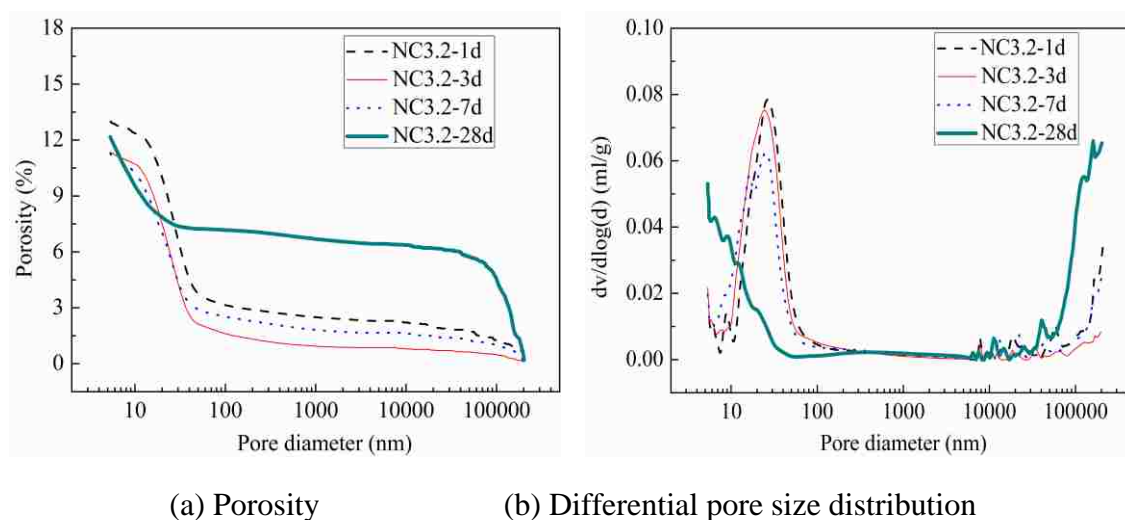 18
15
12
9
6
3
0
Porosity (%)
NC3.2-1d
NC3.2-3d
NC3.2-7d
NC3.2-28d
10 100 1000 10000 100000
Pore diameter (nm)
0.10
0.08
0.06
0.04
0.02
0.00
dv/dlog(d) (ml/g)
NC3.2-1d
NC3.2-3d
NC3.2-7d
NC3.2-28d
10 100 1000 10000 100000
Pore diameter (nm)
(a) Porosity (b) Differential pore size distribution